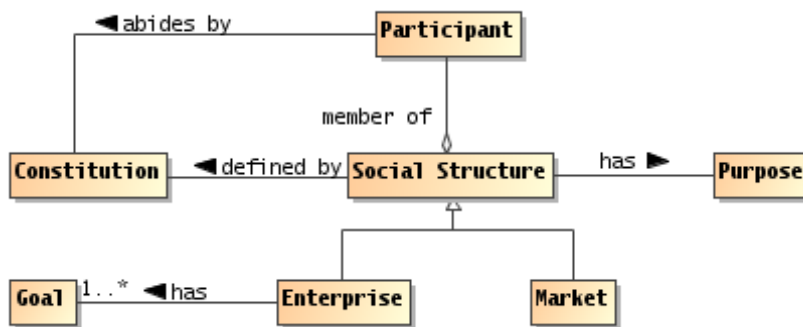 abides by
Participant
member of
Constitution
defined by
Social Structure
has
Purpose
Goal
1..*
has
Enterprise
Market